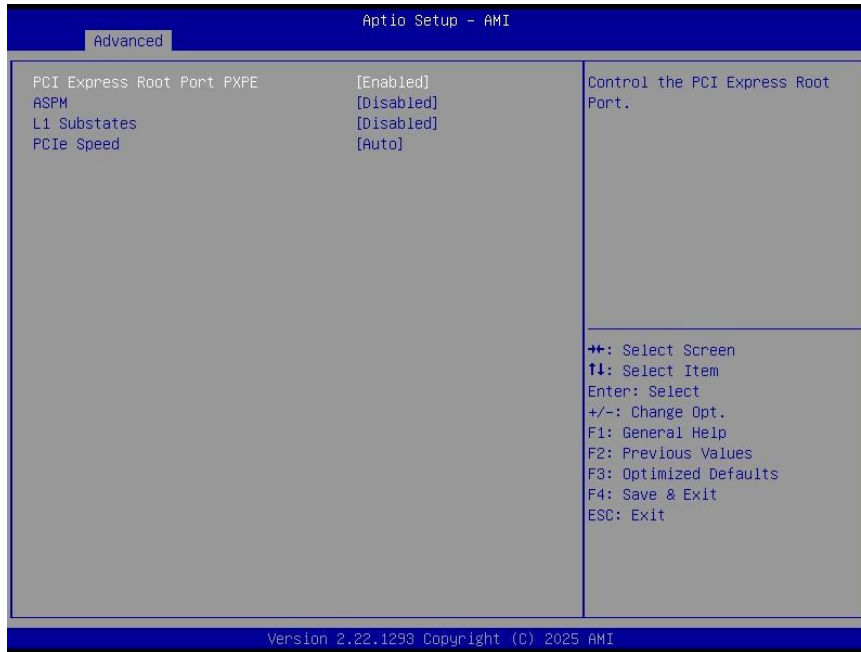 Aptio Setup - AMI
Advanced
PCI Express Root Port PXPE [Enabled]
ASPM [Disabled]
L1 Substates [Disabled]
PCIe Speed [Auto]
Control the PCI Express Root
Port.
→←: Select Screen
↑↓: Select Item
Enter: Select
+/-: Change Opt.
F1: General Help
F2: Previous Values
F3: Optimized Defaults
F4: Save & Exit
ESC: Exit
Version 2.22.1293 Copyright (C) 2025 AMI